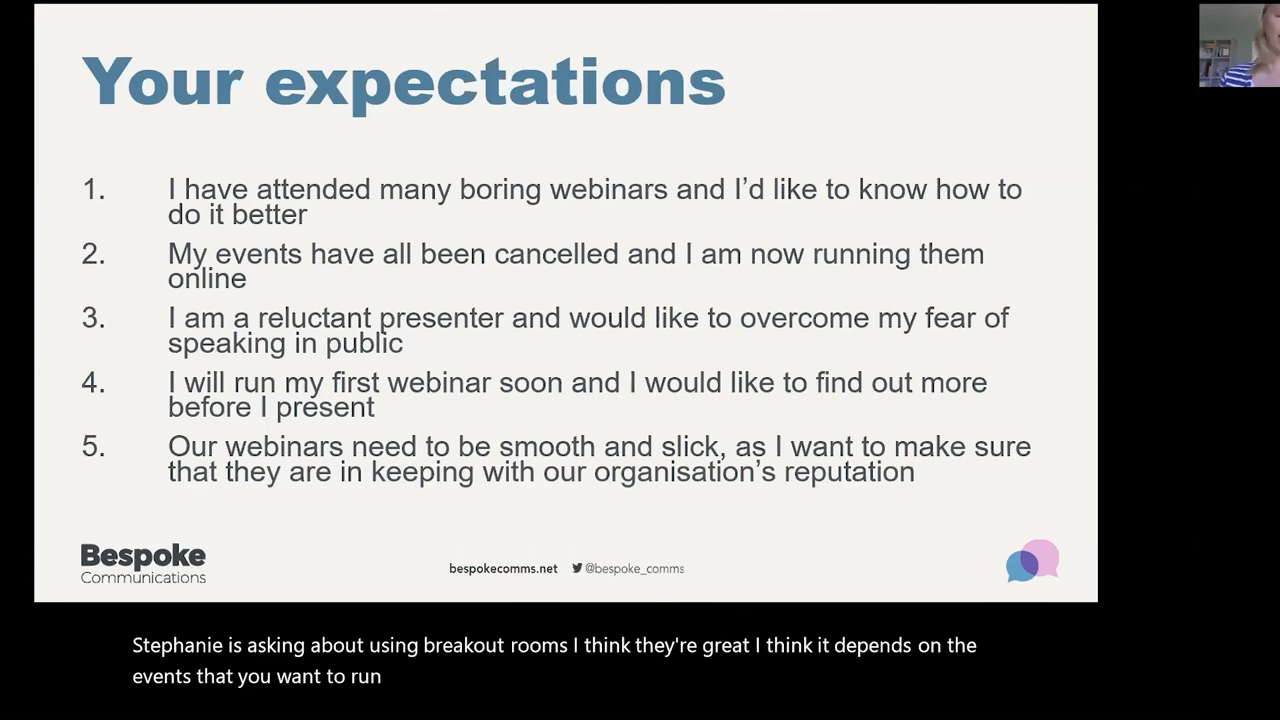 Your expectations
1. I have attended many boring webinars and I’d like to know how to
do it better
2. My events have all been cancelled and I am now running them
online
3. I am a reluctant presenter and would like to overcome my fear of
speaking in public
4. I will run my first webinar soon and I would like to find out more
before I present
5. Our webinars need to be smooth and slick, as I want to make sure
that they are in keeping with our organisation’s reputation
Bespoke
Communications
bespokecomms.net @bespoke_comms
Stephanie is asking about using breakout rooms I think they're great I think it depends on the
events that you want to run